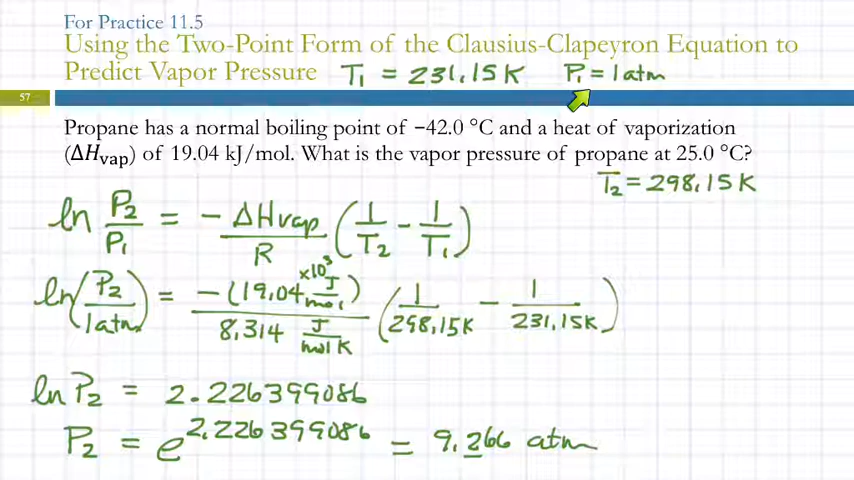 For Practice 11.5
Using the Two-Point Form of the Clausius-Clapeyron Equation to
Predict Vapor Pressure T₁ = 231.15 K P₁ = 1 atm
57
Propane has a normal boiling point of −42.0 °C and a heat of vaporization
(ΔHvap) of 19.04 kJ/mol. What is the vapor pressure of propane at 25.0 °C?
T₂ = 298.15 K
ln P₂/P₁ = −ΔHvap/R (1/T₂ − 1/T₁)
ln(P₂/1 atm) = −(19.04 ×10³ J/mol)/8.314 J/mol K (1/298.15K − 1/231.15K)
ln P₂ = 2.226399086
P₂ = e^2.226399086 = 9.266 atm